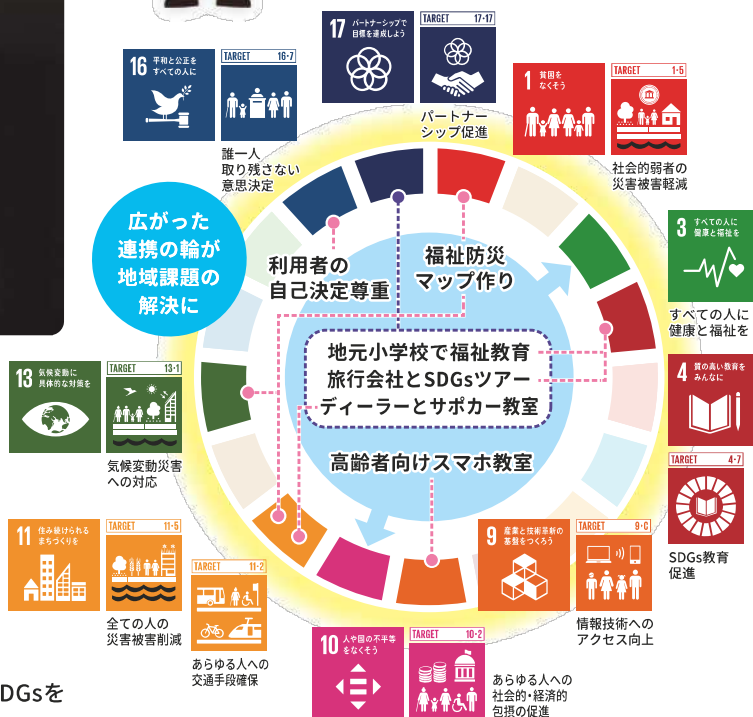 17 パートナーシップで
目標を達成しよう
TARGET 17·17
パートナー
シップ促進
16 平和と公正を
すべての人に
TARGET 16·7
誰一人
取り残さない
意思決定
1 貧困を
なくそう
TARGET 1·5
社会的弱者の
災害被害軽減
広がった
連携の輪が
地域課題の
解決に
3 すべての人に
健康と福祉を
すべての人に
健康と福祉を
利用者の
自己決定尊重
福祉防災
マップ作り
地元小学校で福祉教育
旅行会社とSDGsツアー
ディーラーとサポカー教室
高齢者向けスマホ教室
13 気候変動に
具体的な対策を
TARGET 13·1
気候変動災害
への対応
4 質の高い教育を
みんなに
TARGET 4·7
SDGs教育
促進
11 住み続けられる
まちづくりを
TARGET 11·5
全ての人の
災害被害削減
TARGET 11·2
あらゆる人への
交通手段確保
9 産業と技術革新の
基盤をつくろう
TARGET 9·C
情報技術への
アクセス向上
10 人や国の不平等
をなくそう
TARGET 10·2
あらゆる人への
社会的・経済的
包摂の促進
DGsを